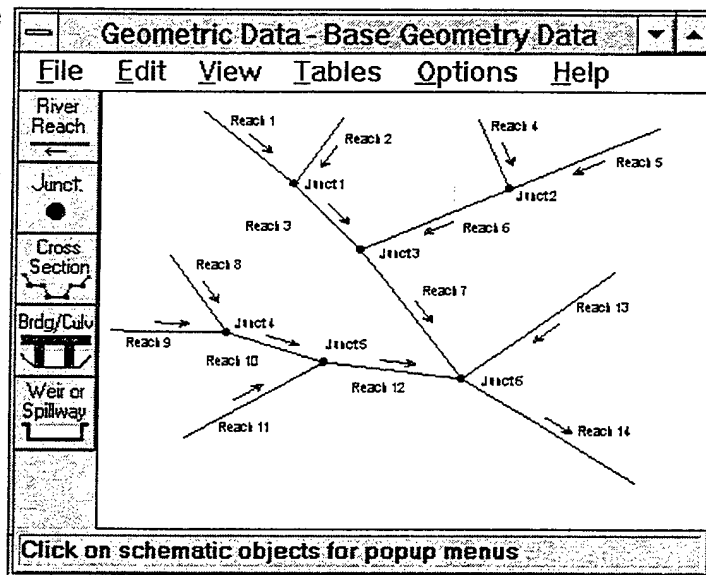 Geometric Data - Base Geometry Data
File Edit View Tables Options Help
River
Reach
Junct.
Cross
Section
Brdg/Culv
Weir or
Spillway
Reach 1
Reach 2
Reach 4
Reach 5
Junct1
Junct2
Reach 3
Reach 6
Junct3
Reach 8
Reach 7
Reach 13
Junct4
Reach 9
Junct5
Reach 10
Reach 12
Junct6
Reach 11
Reach 14
Click on schematic objects for popup menus